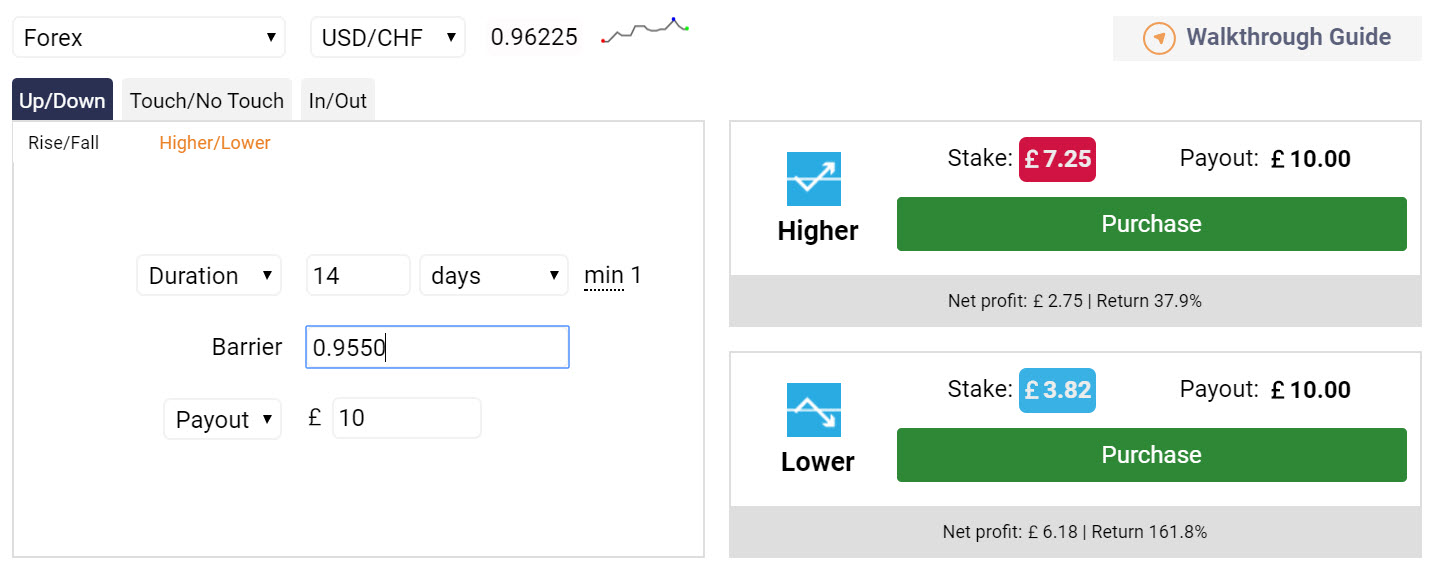 Forex ▼ USD/CHF ▼ 0.96225 Walkthrough Guide
Up/Down Touch/No Touch In/Out
Rise/Fall Higher/Lower
Duration ▼ 14 days ▼ min 1
Barrier 0.9550
Payout ▼ £ 10
Stake: £ 7.25 Payout: £ 10.00
Higher
Purchase
Net profit: £ 2.75 | Return 37.9%
Stake: £ 3.82 Payout: £ 10.00
Lower
Purchase
Net profit: £ 6.18 | Return 161.8%